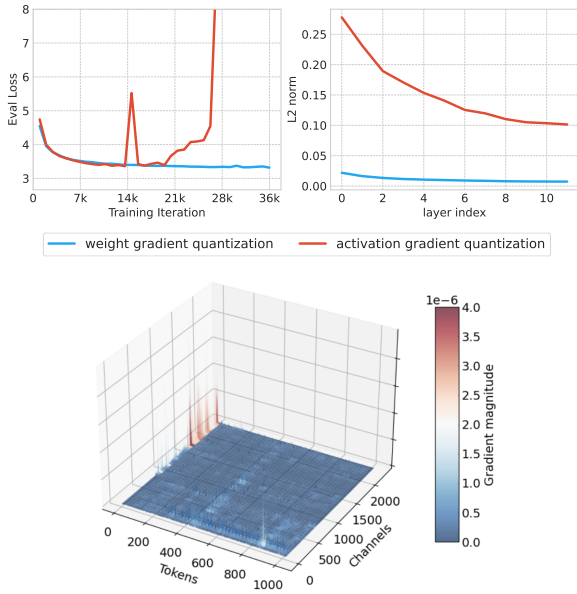 8
7
6
5
4
3
Eval Loss
0
7k
14k
21k
28k
36k
Training Iteration
0.25
0.20
0.15
0.10
0.05
0.00
L2 norm
0
2
4
6
8
10
layer index
weight gradient quantization
activation gradient quantization
1e−6
4.0
3.5
3.0
2.5
2.0
1.5
1.0
0.5
0.0
Gradient magnitude
0
200
400
600
800
1000
Tokens
0
500
1000
1500
2000
Channels